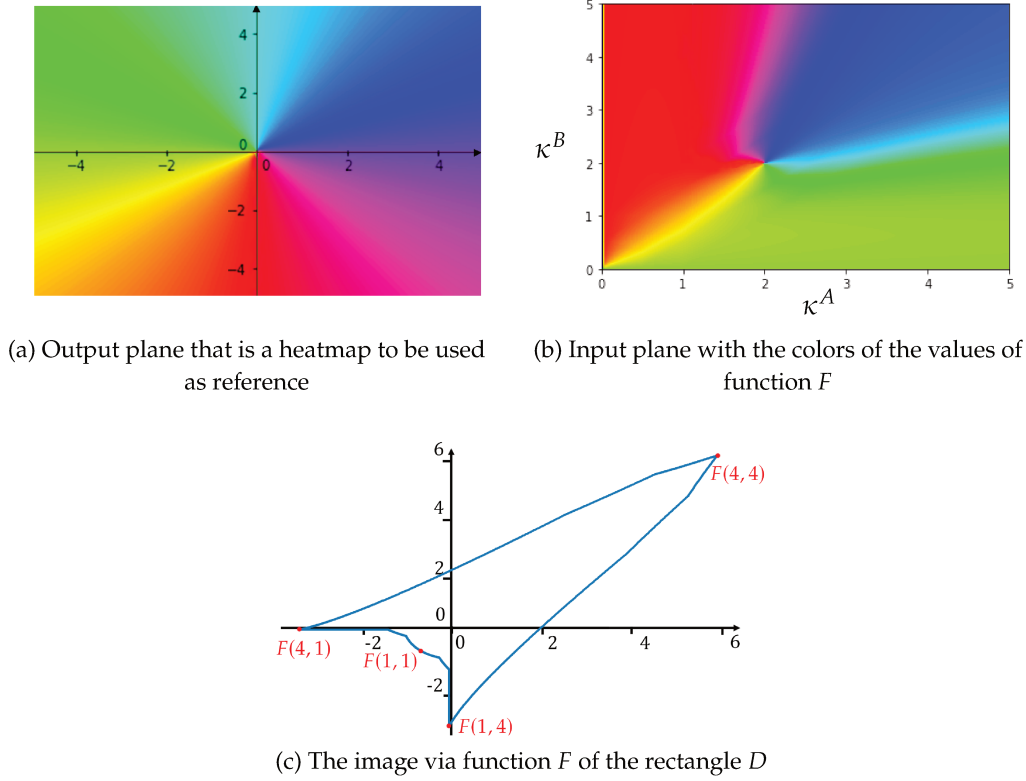 4
2
0
−4
−2
0
2
4
−2
−4
(a) Output plane that is a heatmap to be used
as reference
5
4
3
2
1
0
κ^B
0
1
2
3
4
5
κ^A
(b) Input plane with the colors of the values of
function F
6
4
2
0
-2
0
2
4
6
-2
F(4, 4)
F(4, 1)
F(1, 1)
F(1, 4)
(c) The image via function F of the rectangle D